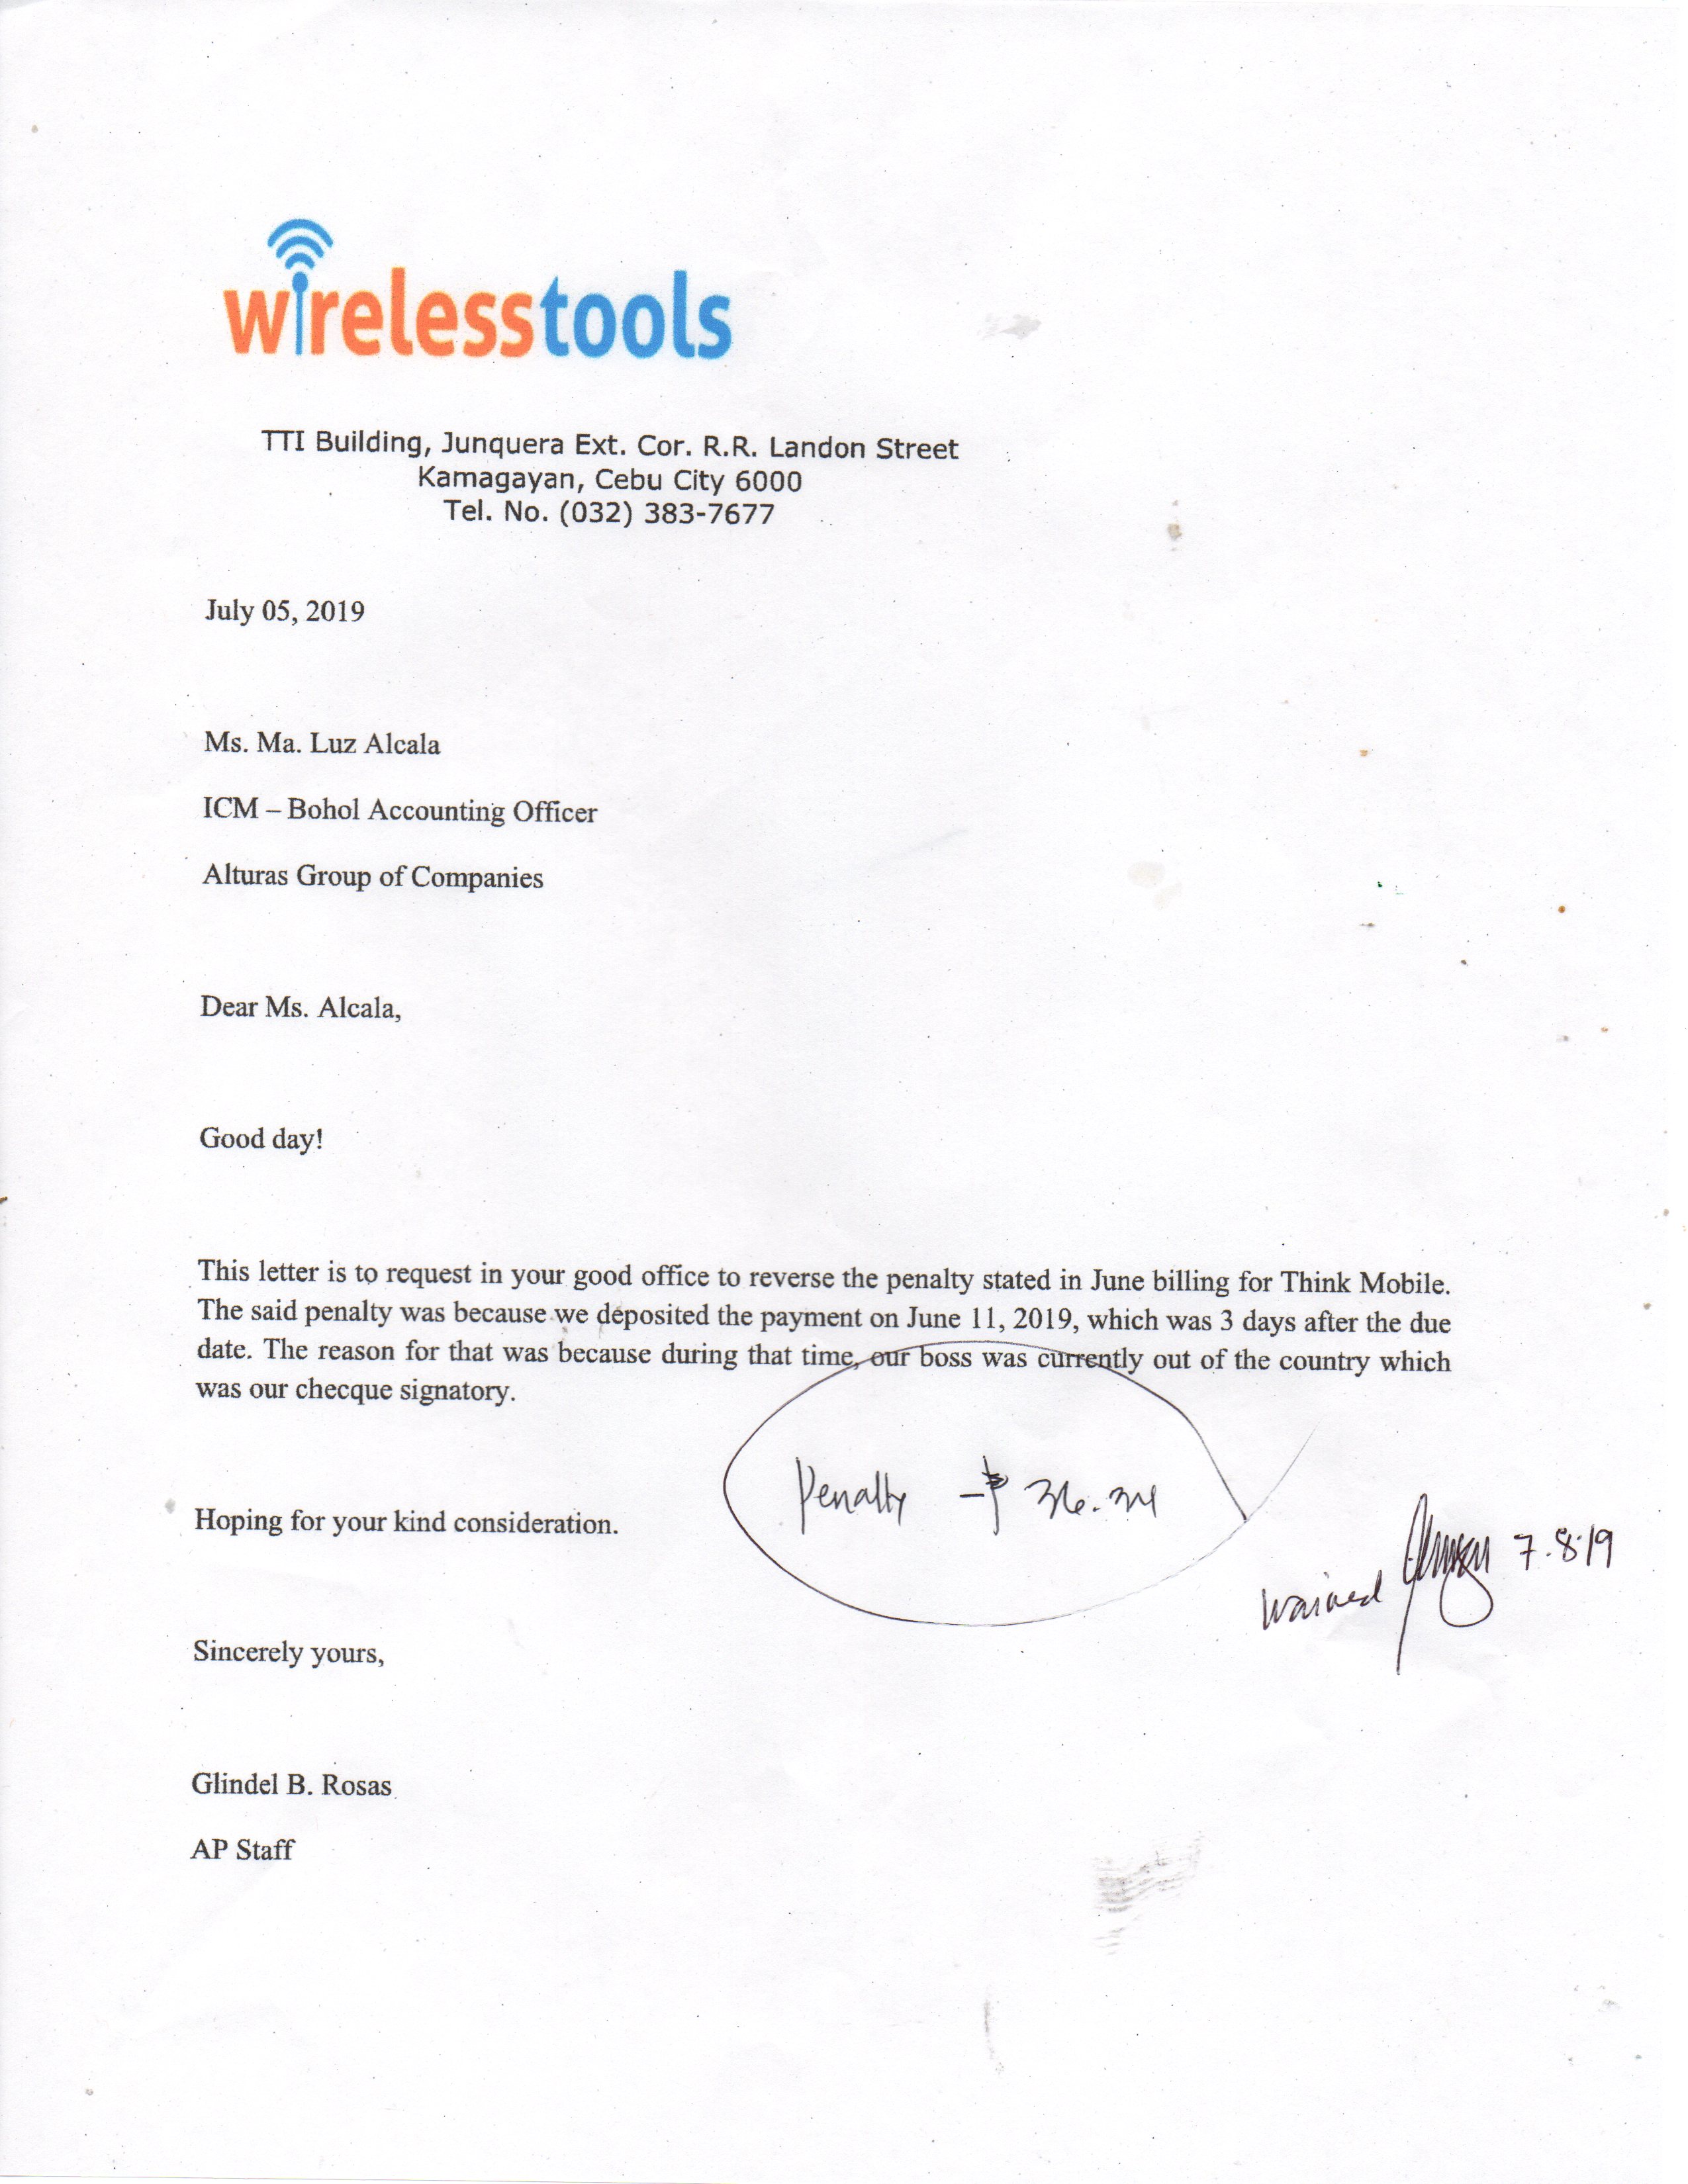 wirelesstools
TTI Building, Junquera Ext. Cor. R.R. Landon Street
Kamagayan, Cebu City 6000
Tel. No. (032) 383-7677
July 05, 2019
Ms. Ma. Luz Alcala
ICM – Bohol Accounting Officer
Alturas Group of Companies
Dear Ms. Alcala,
Good day!
This letter is to request in your good office to reverse the penalty stated in June billing for Think Mobile.
The said penalty was because we deposited the payment on June 11, 2019, which was 3 days after the due
date. The reason for that was because during that time, our boss was currently out of the country which
was our checque signatory.
Penalty - ₱ 36.34
Hoping for your kind consideration.
waived 7.8.19
Sincerely yours,
Glindel B. Rosas
AP Staff